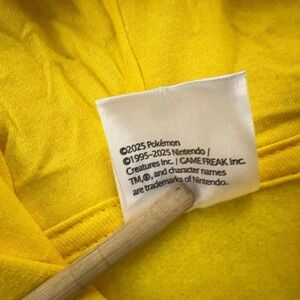 ©2025 Pokémon
©1995–2025 Nintendo /
Creatures Inc. / GAME FREAK inc.
TM,®, and character names
are trademarks of Nintendo.